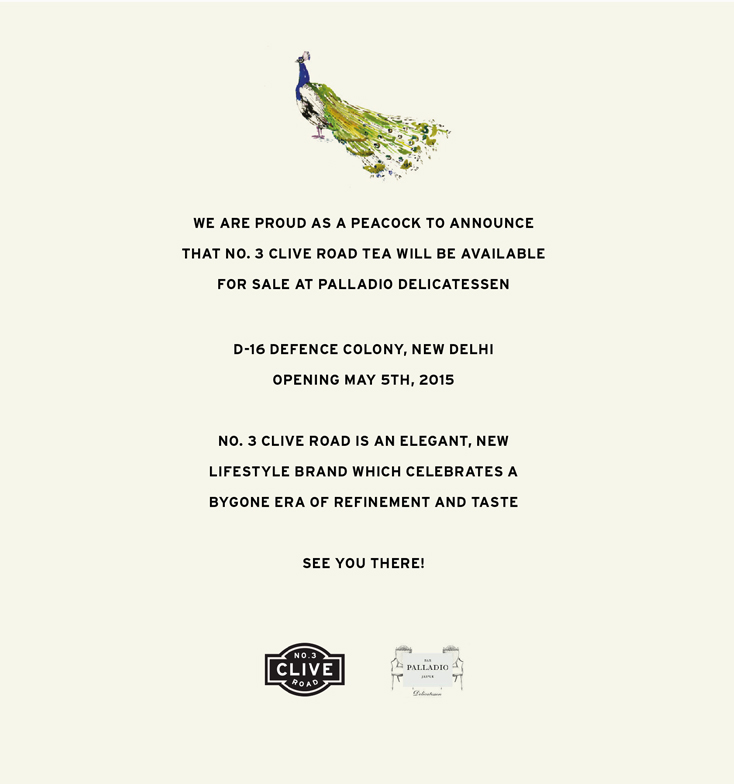 WE ARE PROUD AS A PEACOCK TO ANNOUNCE
THAT NO. 3 CLIVE ROAD TEA WILL BE AVAILABLE
FOR SALE AT PALLADIO DELICATESSEN
D-16 DEFENCE COLONY, NEW DELHI
OPENING MAY 5TH, 2015
NO. 3 CLIVE ROAD IS AN ELEGANT, NEW
LIFESTYLE BRAND WHICH CELEBRATES A
BYGONE ERA OF REFINEMENT AND TASTE
SEE YOU THERE!
NO.3
CLIVE
ROAD
BAR
PALLADIO
JAIPUR
Delicatessen